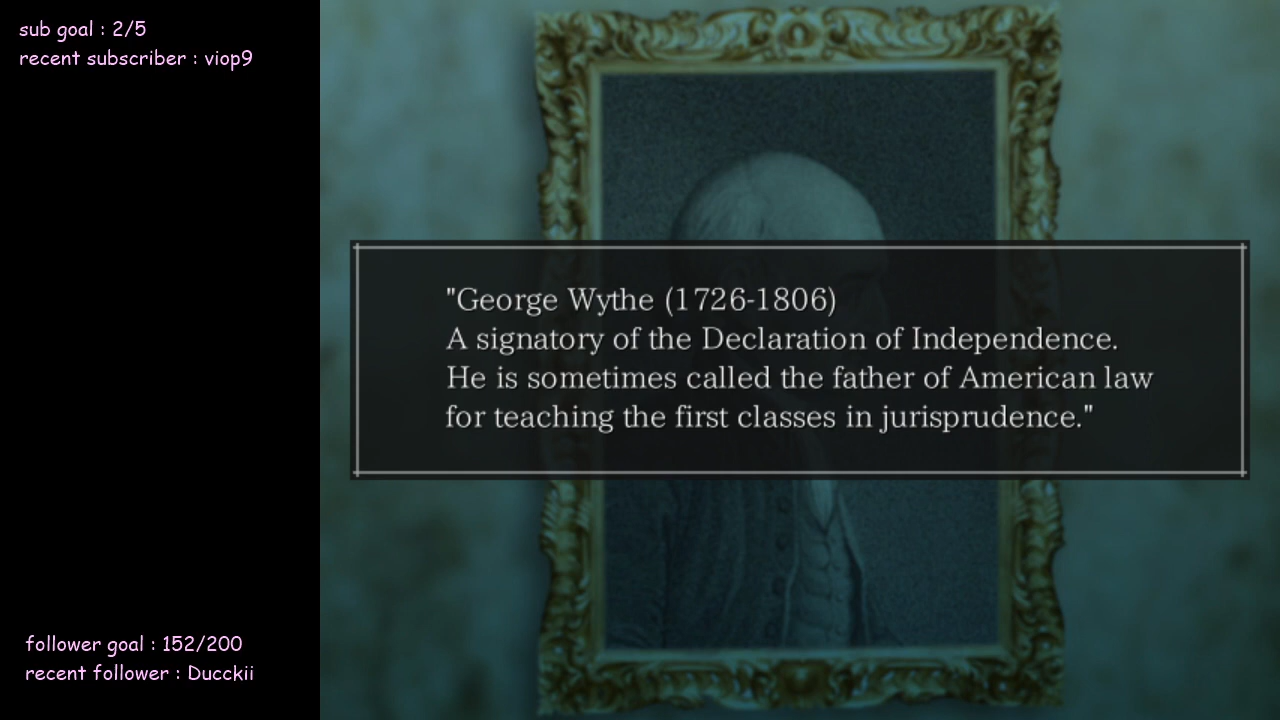 sub goal : 2/5
recent subscriber : viop9
"George Wythe (1726-1806)
A signatory of the Declaration of Independence.
He is sometimes called the father of American law
for teaching the first classes in jurisprudence."
follower goal : 152/200
recent follower : Ducckii